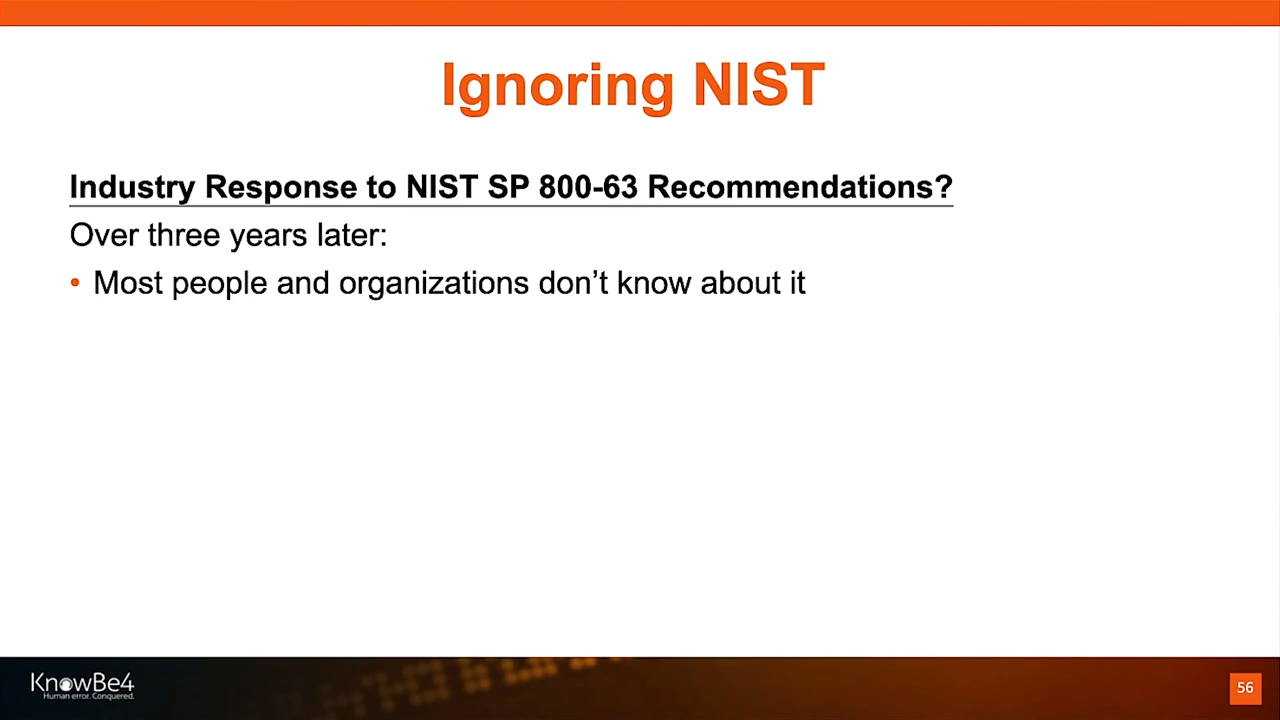 Ignoring NIST
Industry Response to NIST SP 800-63 Recommendations?
Over three years later:
• Most people and organizations don’t know about it
KnowBe4
Human error. Conquered.
56